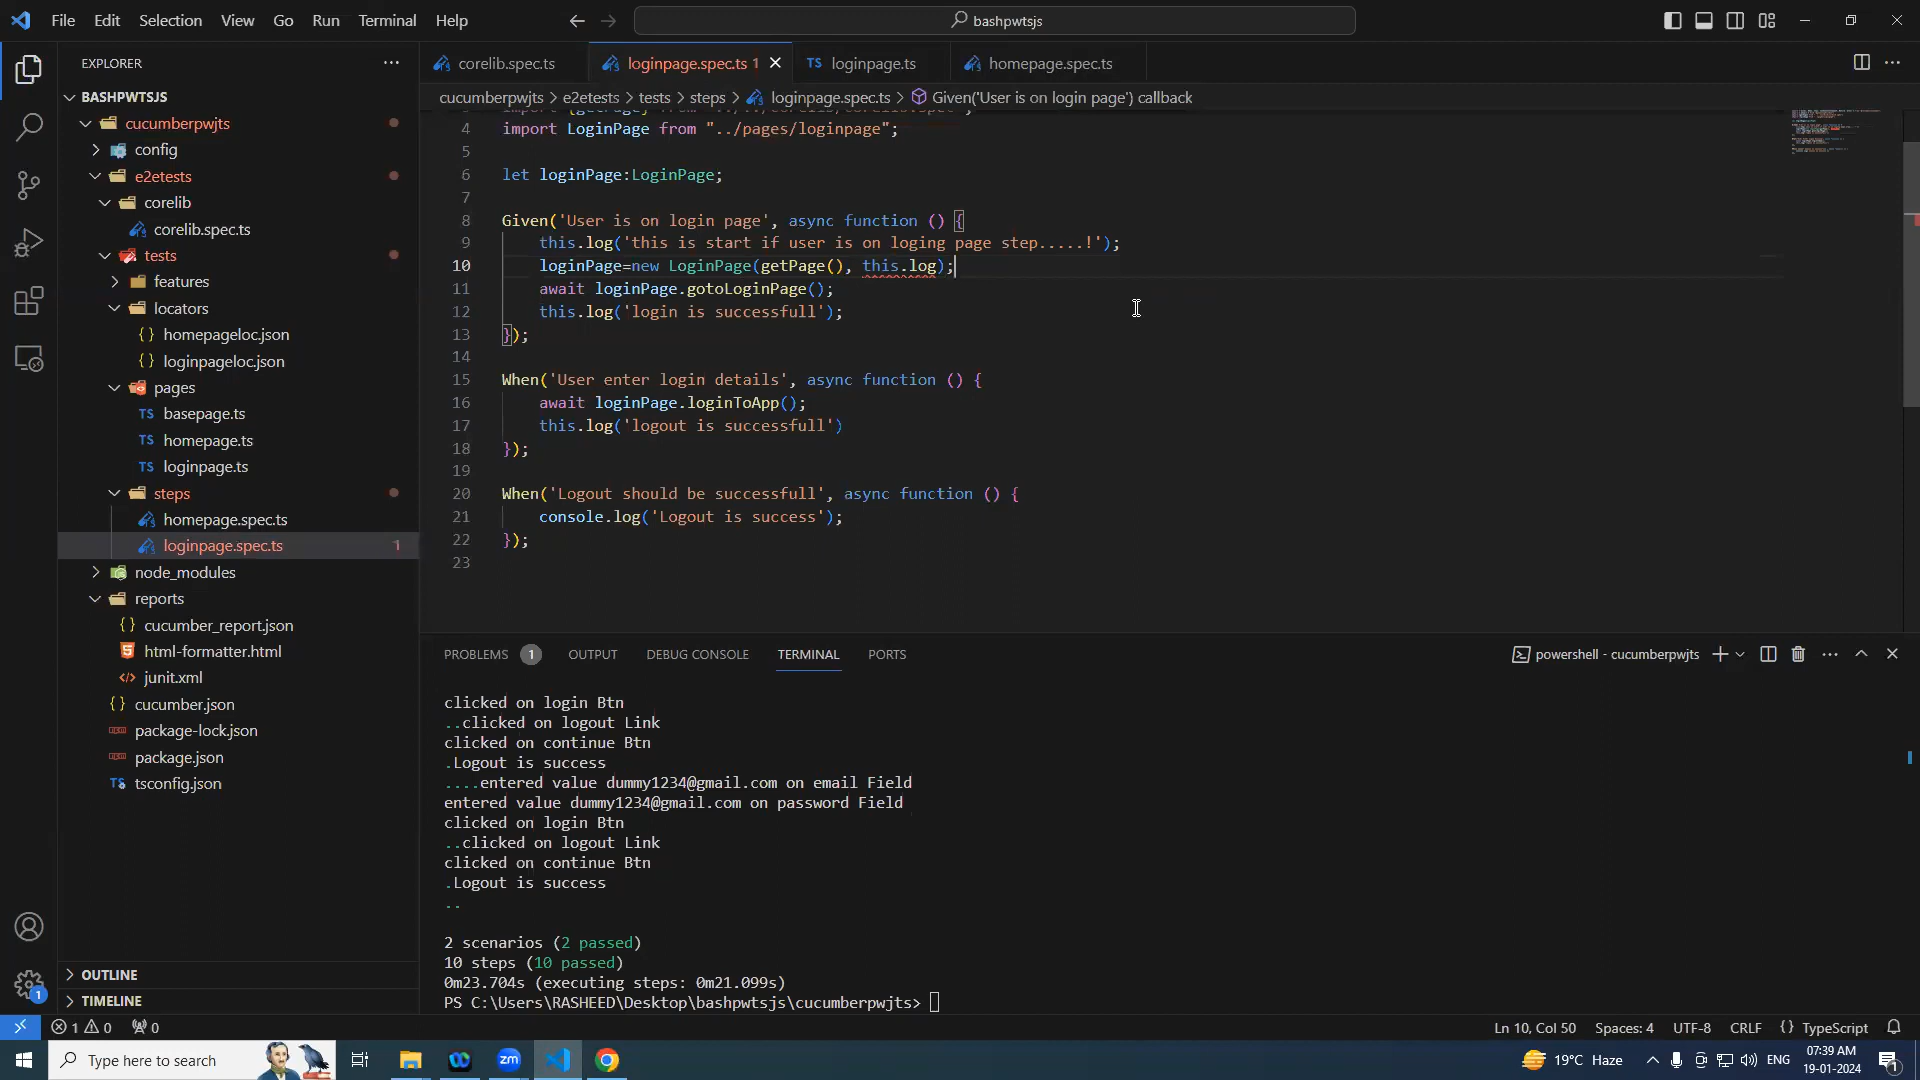 File Edit Selection View Go Run Terminal Help
bashpwtsjs
EXPLORER
corelib.spec.ts
loginpage.spec.ts 1
TS loginpage.ts
homepage.spec.ts
BASHPWTSJS
cucumberpwjts > e2etests > tests > steps > loginpage.spec.ts > Given('User is on login page') callback
cucumberpwjts
config
e2etests
corelib
corelib.spec.ts
tests
features
locators
{} homepageloc.json
{} loginpageloc.json
pages
TS basepage.ts
TS homepage.ts
TS loginpage.ts
steps
homepage.spec.ts
loginpage.spec.ts 1
node_modules
reports
{} cucumber_report.json
html-formatter.html
junit.xml
{} cucumber.json
package-lock.json
package.json
tsconfig.json
OUTLINE
TIMELINE
4 import LoginPage from "../pages/loginpage";
5
6 let loginPage:LoginPage;
7
8 Given('User is on login page', async function () {
9 this.log('this is start if user is on loging page step.....!');
10 loginPage=new LoginPage(getPage(), this.log);
11 await loginPage.gotoLoginPage();
12 this.log('login is successfull');
13 });
14
15 When('User enter login details', async function () {
16 await loginPage.loginToApp();
17 this.log('logout is successfull')
18 });
19
20 When('Logout should be successfull', async function () {
21 console.log('Logout is success');
22 });
23
PROBLEMS 1 OUTPUT DEBUG CONSOLE TERMINAL PORTS
powershell - cucumberpwjts
clicked on login Btn
..clicked on logout Link
clicked on continue Btn
.Logout is success
....entered value dummy1234@gmail.com on email Field
entered value dummy1234@gmail.com on password Field
clicked on login Btn
..clicked on logout Link
clicked on continue Btn
.Logout is success
..
2 scenarios (2 passed)
10 steps (10 passed)
0m23.704s (executing steps: 0m21.099s)
PS C:\Users\RASHEED\Desktop\bashpwtsjs\cucumberpwjts>
1
1 0 0
Ln 10, Col 50 Spaces: 4 UTF-8 CRLF {} TypeScript
Type here to search
zm
19°C Haze
ENG
07:39 AM
19-01-2024
1